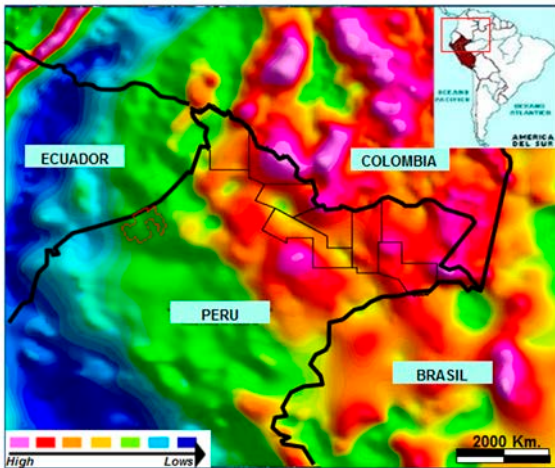 OCEANO
PACIFICO
OCEANO
ATLANTICO
AMERICA
DEL SUR
ECUADOR
COLOMBIA
PERU
BRASIL
High
Lows
2000 Km.